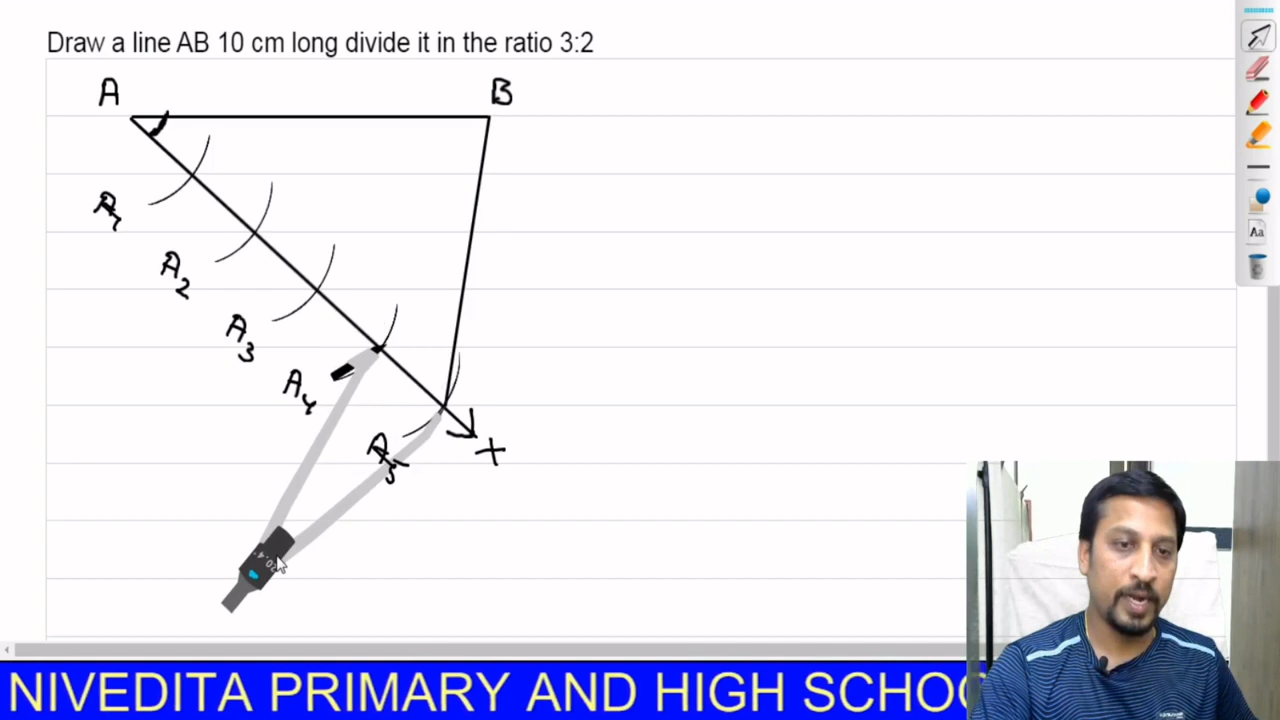 Draw a line AB 10 cm long divide it in the ratio 3:2
A
B
A1
A2
A3
A4
A5
X
Aa
NIVEDITA PRIMARY AND HIGH SCHOO